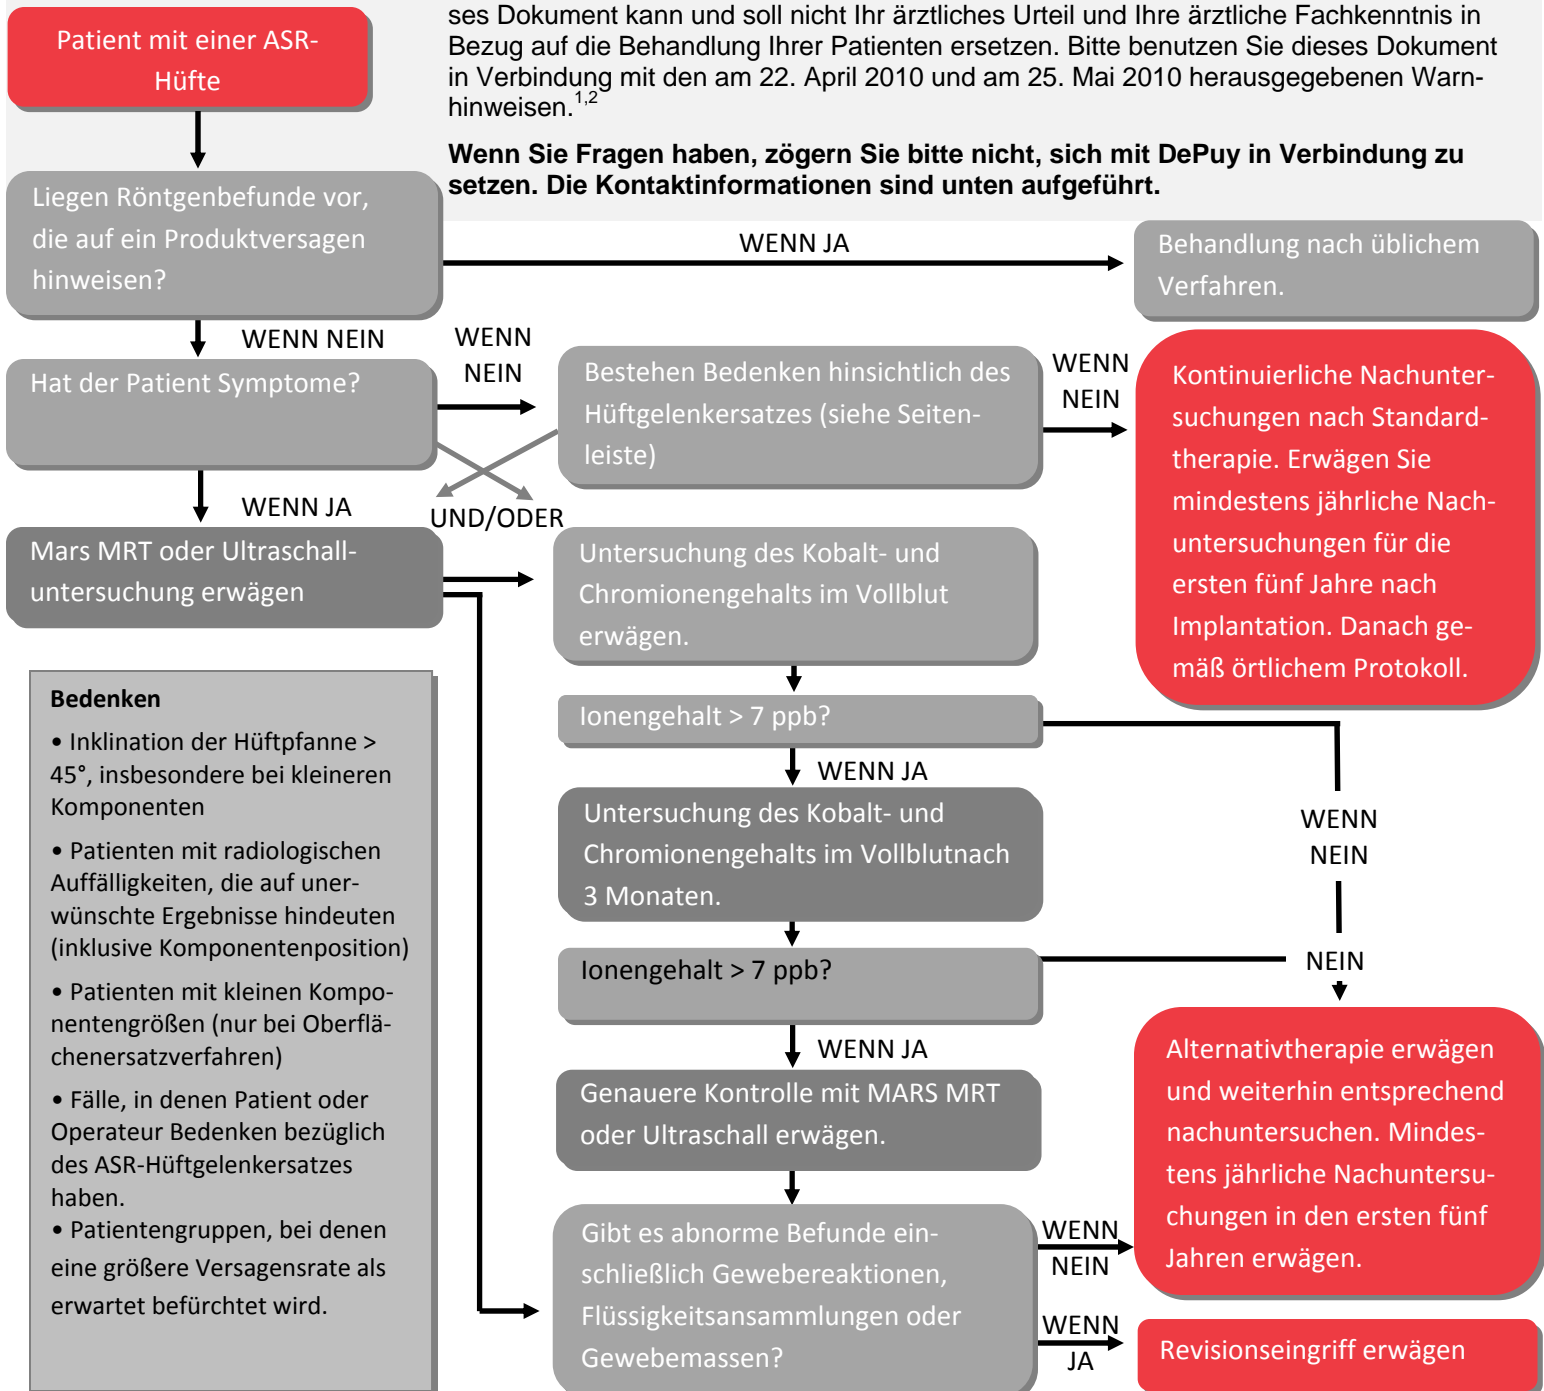 ses Dokument kann und soll nicht Ihr ärztliches Urteil und Ihre ärztliche Fachkenntnis in
Bezug auf die Behandlung Ihrer Patienten ersetzen. Bitte benutzen Sie dieses Dokument
in Verbindung mit den am 22. April 2010 und am 25. Mai 2010 herausgegebenen Warn-
hinweisen.1,2
Wenn Sie Fragen haben, zögern Sie bitte nicht, sich mit DePuy in Verbindung zu
setzen. Die Kontaktinformationen sind unten aufgeführt.
Patient mit einer ASR-
Hüfte
Liegen Röntgenbefunde vor,
die auf ein Produktversagen
hinweisen?
WENN JA
Behandlung nach üblichem
Verfahren.
WENN NEIN
Hat der Patient Symptome?
WENN
NEIN
Bestehen Bedenken hinsichtlich des
Hüftgelenkersatzes (siehe Seiten-
leiste)
WENN
NEIN
Kontinuierliche Nachunter-
suchungen nach Standard-
therapie. Erwägen Sie
mindestens jährliche Nach-
untersuchungen für die
ersten fünf Jahre nach
Implantation. Danach ge-
mäß örtlichem Protokoll.
WENN JA
UND/ODER
Mars MRT oder Ultraschall-
untersuchung erwägen
Untersuchung des Kobalt- und
Chromionengehalts im Vollblut
erwägen.
Ionengehalt > 7 ppb?
WENN JA
WENN
NEIN
Untersuchung des Kobalt- und
Chromionengehalts im Vollblutnach
3 Monaten.
Ionengehalt > 7 ppb?
NEIN
WENN JA
Genauere Kontrolle mit MARS MRT
oder Ultraschall erwägen.
Alternativtherapie erwägen
und weiterhin entsprechend
nachuntersuchen. Mindes-
tens jährliche Nachuntersu-
chungen in den ersten fünf
Jahren erwägen.
Gibt es abnorme Befunde ein-
schließlich Gewebereaktionen,
Flüssigkeitsansammlungen oder
Gewebemassen?
WENN
NEIN
WENN
JA
Revisionseingriff erwägen
Bedenken
• Inklination der Hüftpfanne >
45°, insbesondere bei kleineren
Komponenten
• Patienten mit radiologischen
Auffälligkeiten, die auf uner-
wünschte Ergebnisse hindeuten
(inklusive Komponentenposition)
• Patienten mit kleinen Kompo-
nentengrößen (nur bei Oberflä-
chenersatzverfahren)
• Fälle, in denen Patient oder
Operateur Bedenken bezüglich
des ASR-Hüftgelenkersatzes
haben.
• Patientengruppen, bei denen
eine größere Versagensrate als
erwartet befürchtet wird.